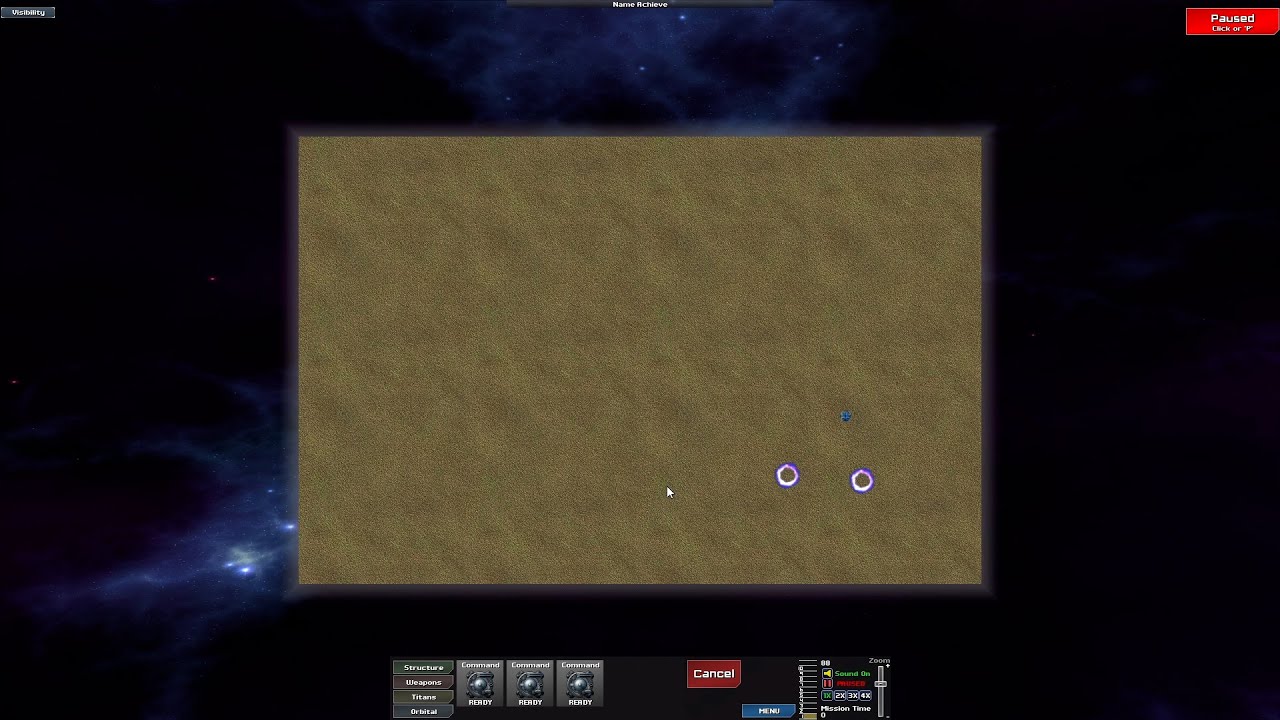 Visibility
Name Achieve
Paused
Click or "P"
Structure
Weapons
Titans
Orbital
Command
READY
Command
READY
Command
READY
Cancel
MENU
00
Sound On
PAUSED
1X 2X 3X 4X
Mission Time
0
Zoom
+
-